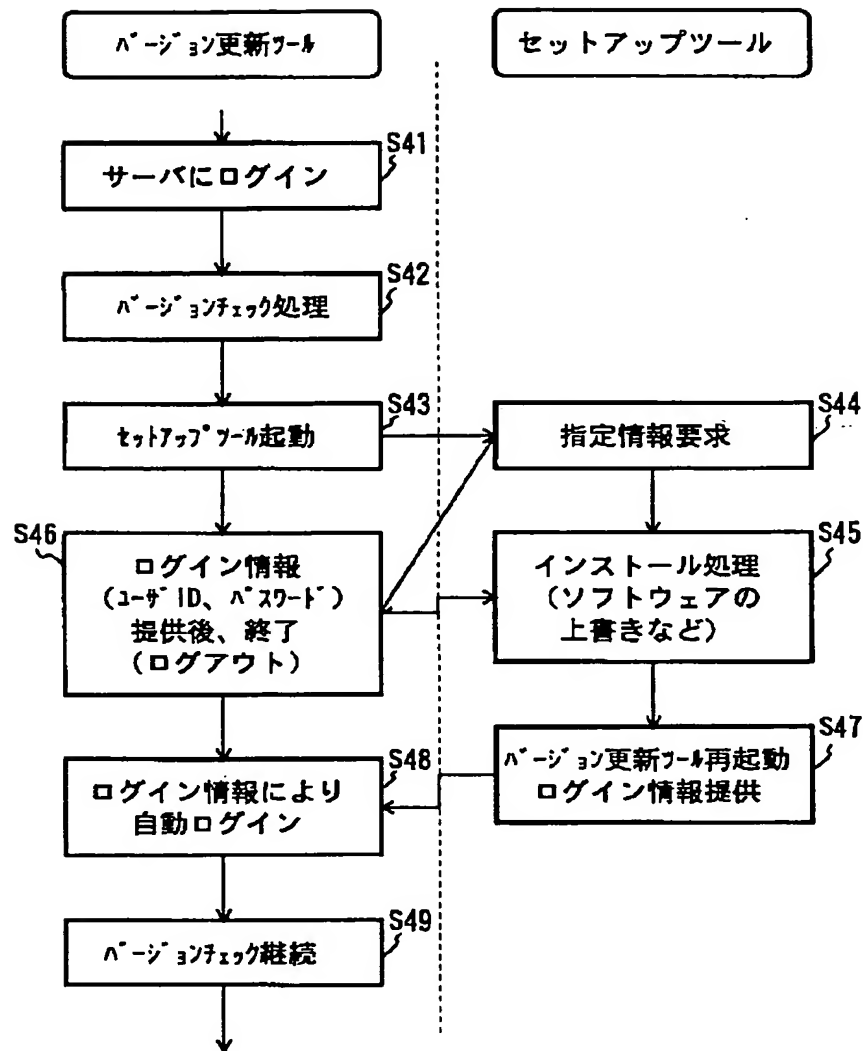 バージョン更新ツール
セットアップツール
S41
サーバにログイン
S42
バージョンチェック処理
S43
セットアップツール起動
S44
指定情報要求
S46
ログイン情報
(ユーザID、パスワード)
提供後、終了
(ログアウト)
S45
インストール処理
(ソフトウェアの
上書きなど)
S47
バージョン更新ツール再起動
ログイン情報提供
S48
ログイン情報により
自動ログイン
S49
バージョンチェック継続